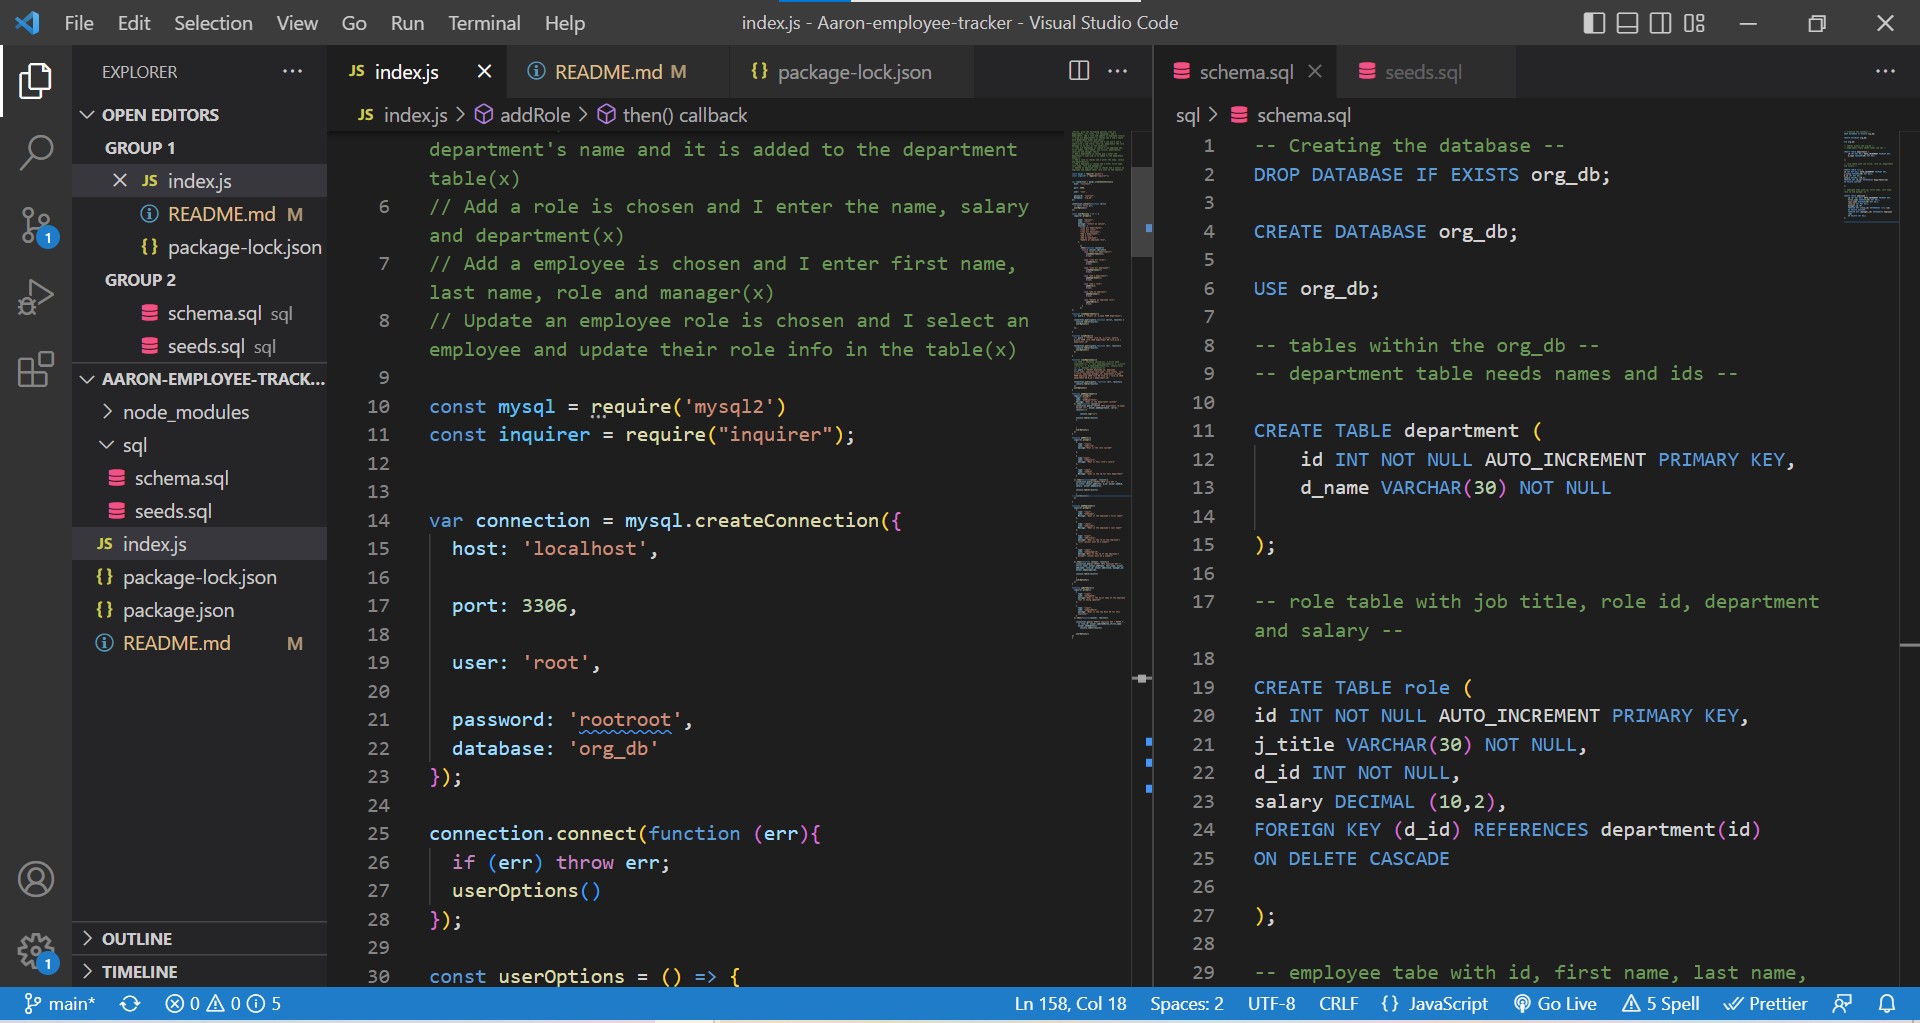 File Edit Selection View Go Run Terminal Help
index.js - Aaron-employee-tracker - Visual Studio Code
EXPLORER
OPEN EDITORS
GROUP 1
JS index.js
README.md M
{} package-lock.json
GROUP 2
schema.sql sql
seeds.sql sql
AARON-EMPLOYEE-TRACK...
node_modules
sql
schema.sql
seeds.sql
JS index.js
{} package-lock.json
{} package.json
README.md M
OUTLINE
TIMELINE
1
1
JS index.js
README.md M
{} package-lock.json
JS index.js > addRole > then() callback
department's name and it is added to the department
table(x)
6 // Add a role is chosen and I enter the name, salary
and department(x)
7 // Add a employee is chosen and I enter first name,
last name, role and manager(x)
8 // Update an employee role is chosen and I select an
employee and update their role info in the table(x)
9
10 const mysql = require('mysql2')
11 const inquirer = require("inquirer");
12
13
14 var connection = mysql.createConnection({
15 host: 'localhost',
16
17 port: 3306,
18
19 user: 'root',
20
21 password: 'rootroot',
22 database: 'org_db'
23 });
24
25 connection.connect(function (err){
26 if (err) throw err;
27 userOptions()
28 });
29
30 const userOptions = () => {
schema.sql
seeds.sql
sql > schema.sql
1 -- Creating the database --
2 DROP DATABASE IF EXISTS org_db;
3
4 CREATE DATABASE org_db;
5
6 USE org_db;
7
8 -- tables within the org_db --
9 -- department table needs names and ids --
10
11 CREATE TABLE department (
12 id INT NOT NULL AUTO_INCREMENT PRIMARY KEY,
13 d_name VARCHAR(30) NOT NULL
14
15 );
16
17 -- role table with job title, role id, department
and salary --
18
19 CREATE TABLE role (
20 id INT NOT NULL AUTO_INCREMENT PRIMARY KEY,
21 j_title VARCHAR(30) NOT NULL,
22 d_id INT NOT NULL,
23 salary DECIMAL (10,2),
24 FOREIGN KEY (d_id) REFERENCES department(id)
25 ON DELETE CASCADE
26
27 );
28
29 -- employee tabe with id, first name, last name,
main* 0 0 5
Ln 158, Col 18 Spaces: 2 UTF-8 CRLF {} JavaScript Go Live 5 Spell Prettier